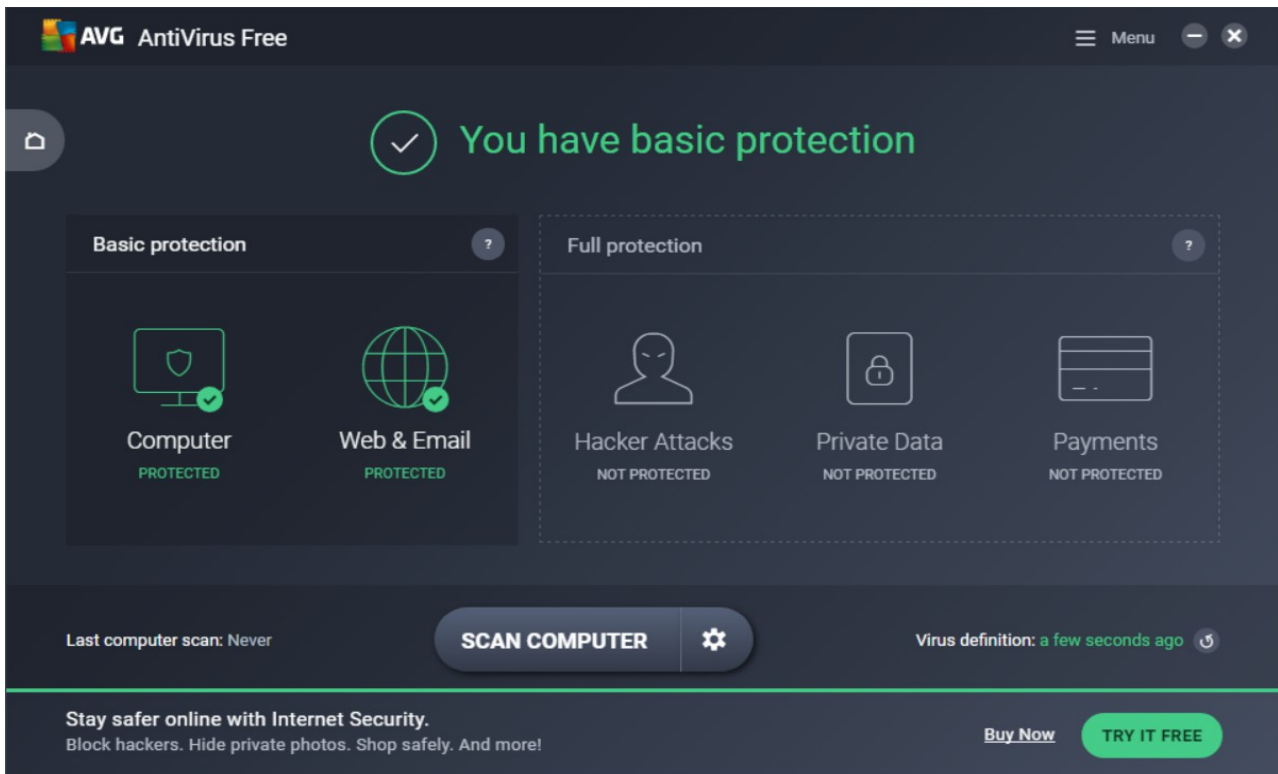 AVG AntiVirus Free
Menu
You have basic protection
Basic protection ?
Full protection ?
Computer
PROTECTED
Web & Email
PROTECTED
Hacker Attacks
NOT PROTECTED
Private Data
NOT PROTECTED
Payments
NOT PROTECTED
Last computer scan: Never
SCAN COMPUTER
Virus definition: a few seconds ago
Stay safer online with Internet Security.
Block hackers. Hide private photos. Shop safely. And more!
Buy Now
TRY IT FREE